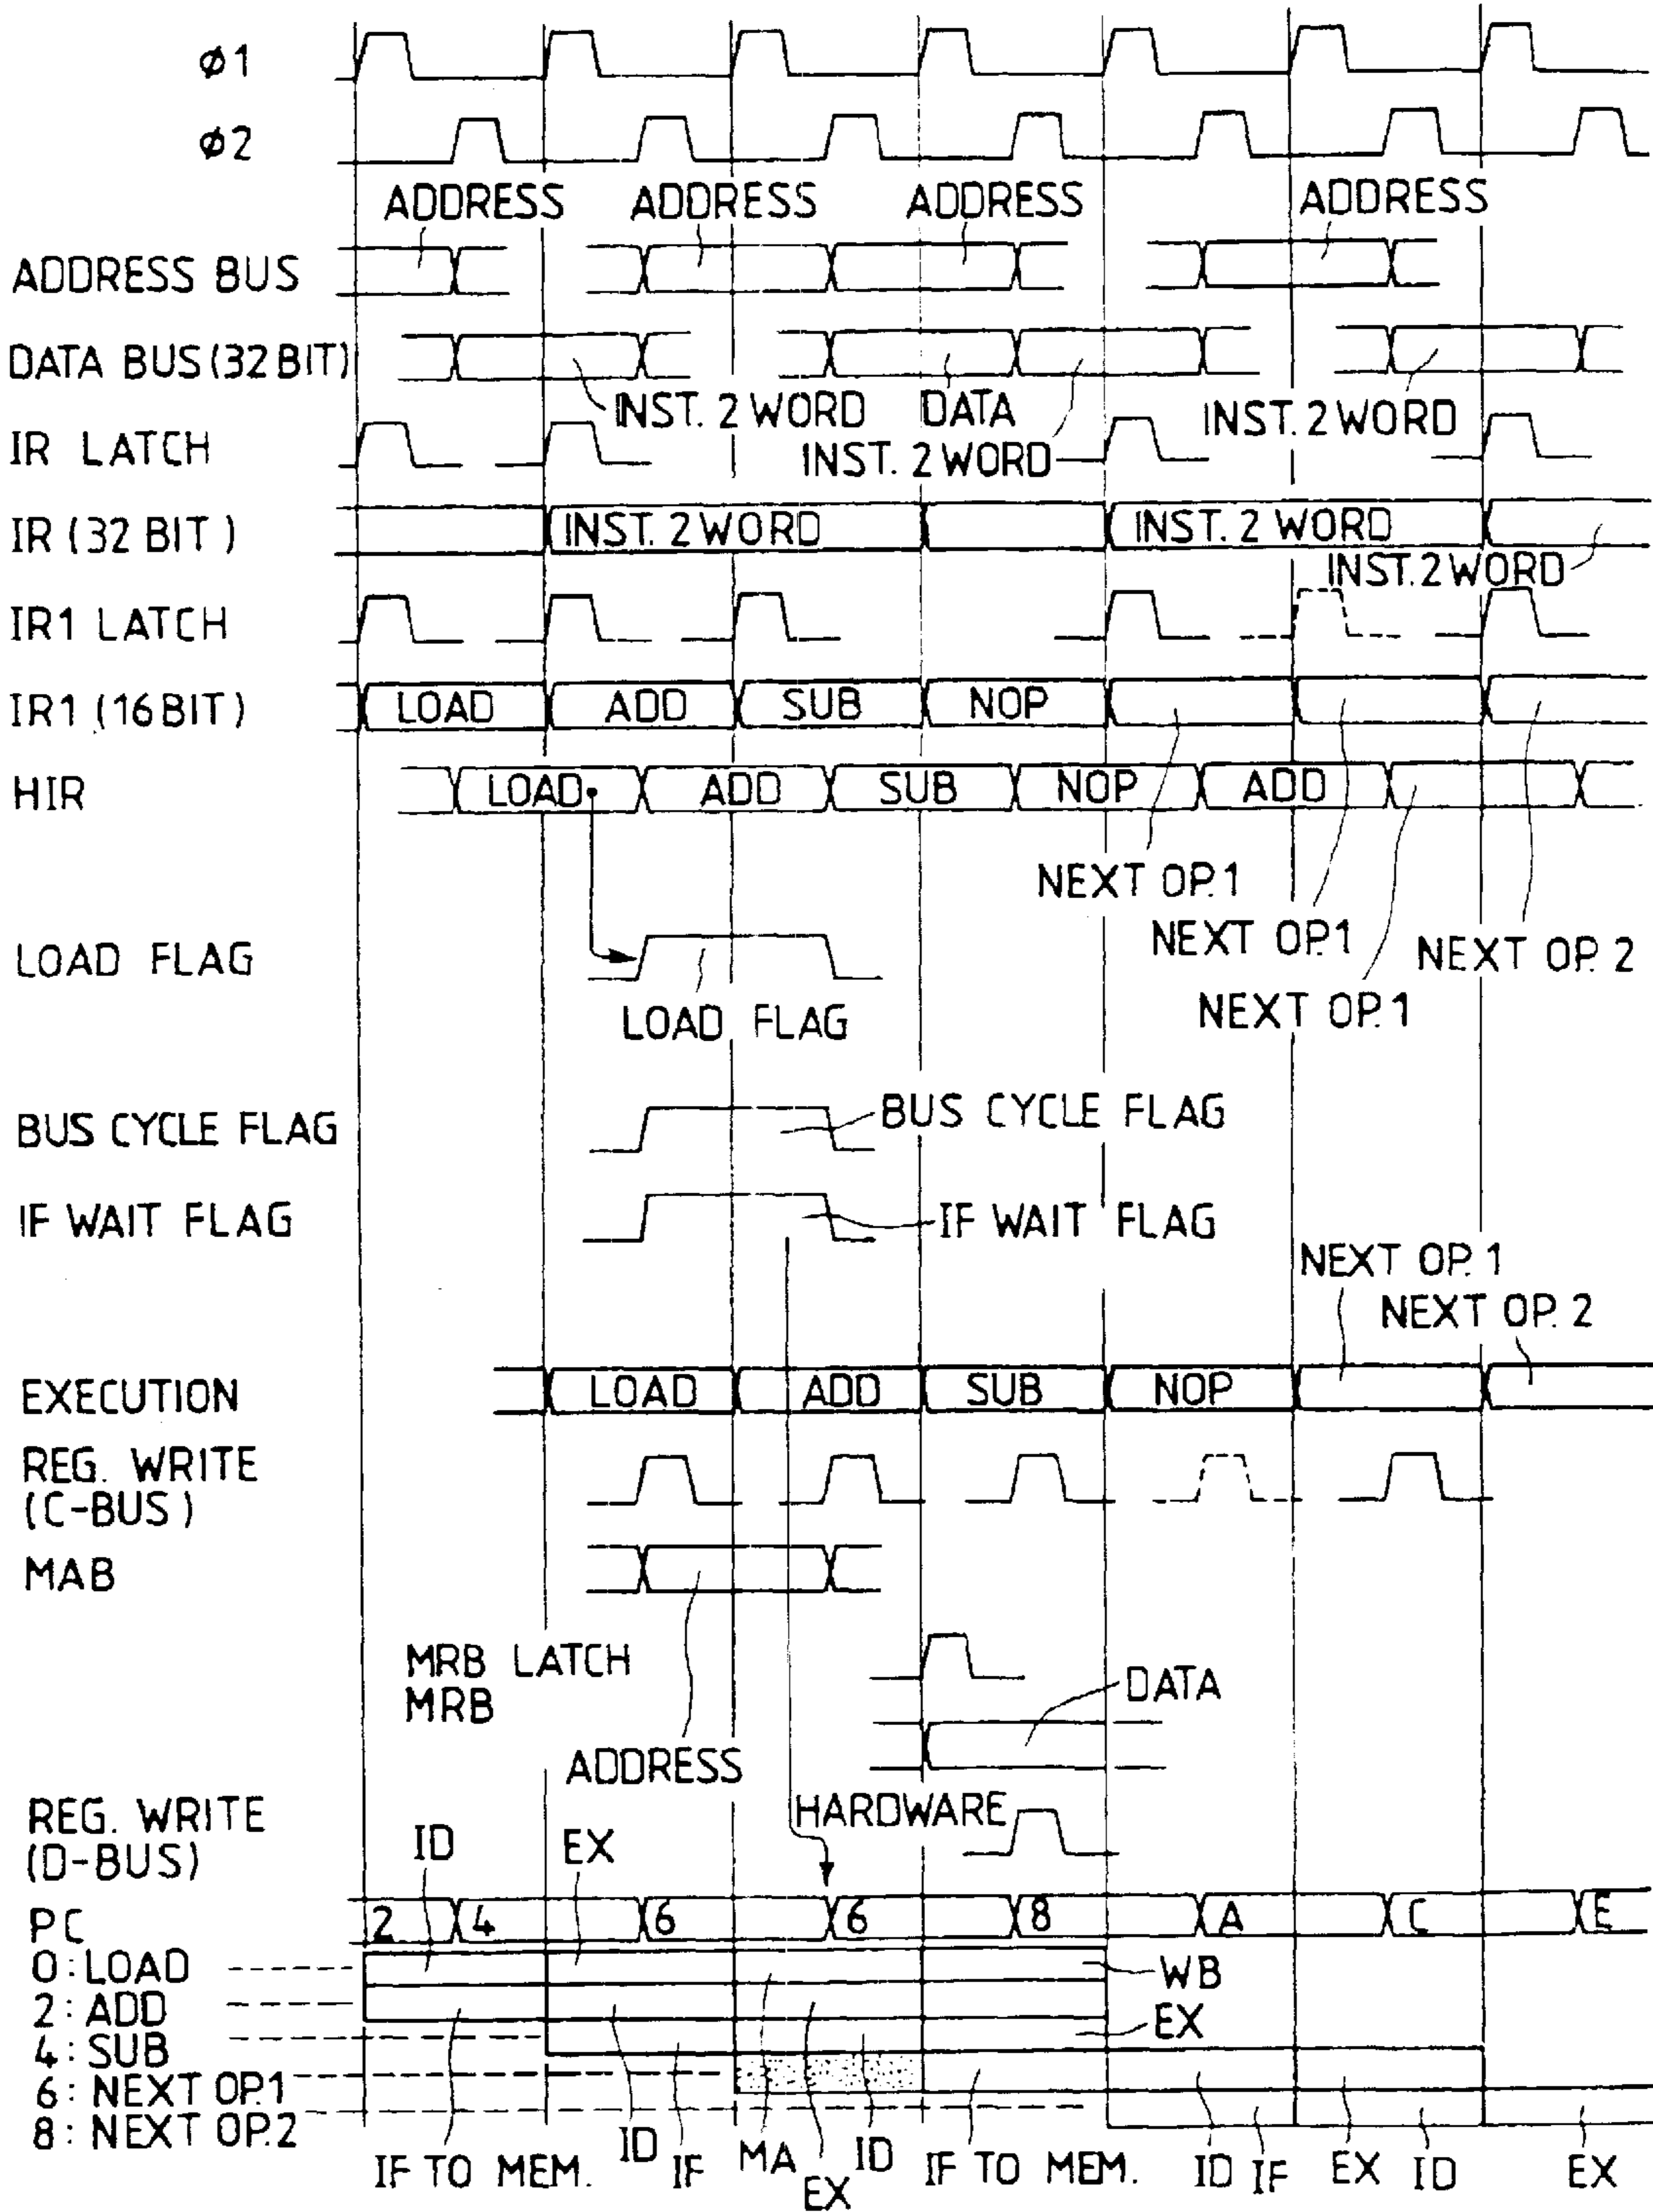 ø1
ø2
ADDRESS ADDRESS ADDRESS ADDRESS
ADDRESS BUS
DATA BUS (32 BIT)
INST. 2 WORD DATA INST. 2 WORD
IR LATCH
INST. 2 WORD
IR (32 BIT) INST. 2 WORD INST. 2 WORD
INST. 2 WORD
IR1 LATCH
IR1 (16 BIT) LOAD ADD SUB NOP
HIR LOAD ADD SUB NOP ADD
NEXT OP.1
NEXT OP.1 NEXT OP. 2
LOAD FLAG
NEXT OP.1
LOAD FLAG
BUS CYCLE FLAG BUS CYCLE FLAG
IF WAIT FLAG IF WAIT FLAG
NEXT OP. 1
NEXT OP. 2
EXECUTION LOAD ADD SUB NOP
REG. WRITE
(C-BUS)
MAB
MRB LATCH
MRB
DATA
ADDRESS
HARDWARE
REG. WRITE
(D-BUS)
ID EX
PC 2 4 6 6 8 A C E
0: LOAD WB
2: ADD EX
4: SUB
6: NEXT OP.1
8: NEXT OP.2
IF TO MEM. ID IF MA EX ID IF TO MEM. ID IF EX ID EX